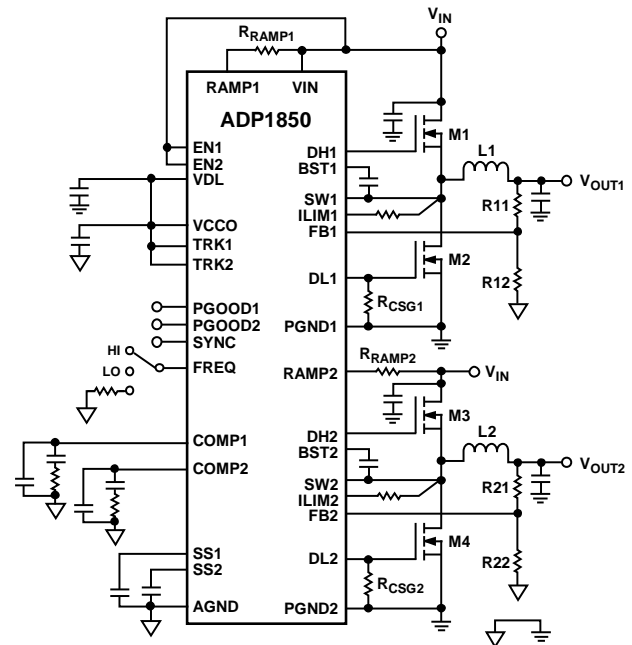 VIN
RRAMP1
RAMP1
VIN
ADP1850
EN1
EN2
VDL
VCCO
TRK1
TRK2
PGOOD1
PGOOD2
SYNC
HI
LO
FREQ
COMP1
COMP2
SS1
SS2
AGND
DH1
BST1
SW1
ILIM1
FB1
DL1
PGND1
RAMP2
DH2
BST2
SW2
ILIM2
FB2
DL2
PGND2
M1
L1
VOUT1
R11
M2
R12
RCSG1
RRAMP2
VIN
M3
L2
VOUT2
R21
M4
R22
RCSG2